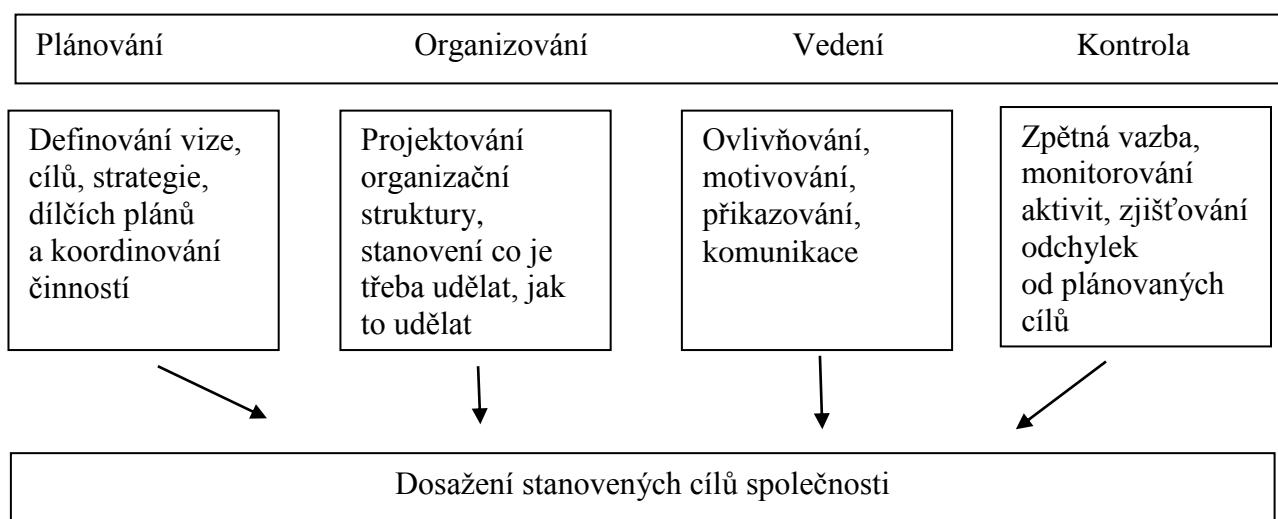 Plánování Organizování Vedení Kontrola
Definování vize,
cílů, strategie,
dílčích plánů
a koordinování
činností
Projektování
organizační
struktury,
stanovení co je
třeba udělat, jak
to udělat
Ovlivňování,
motivování,
přikazování,
komunikace
Zpětná vazba,
monitorování
aktivit, zjišťování
odchylek
od plánovaných
cílů
Dosažení stanovených cílů společnosti